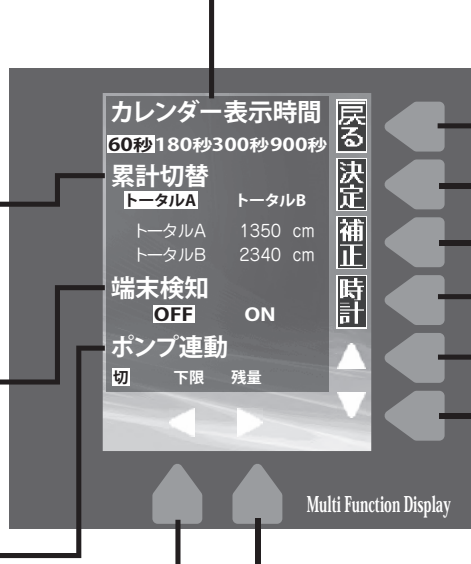 カレンダー表示時間
60秒 180秒 300秒 900秒
累計切替
トータルA トータルB
トータルA 1350 cm
トータルB 2340 cm
端末検知
OFF ON
ポンプ連動
切 下限 残量
戻る
決定
補正
時計
Multi Function Display